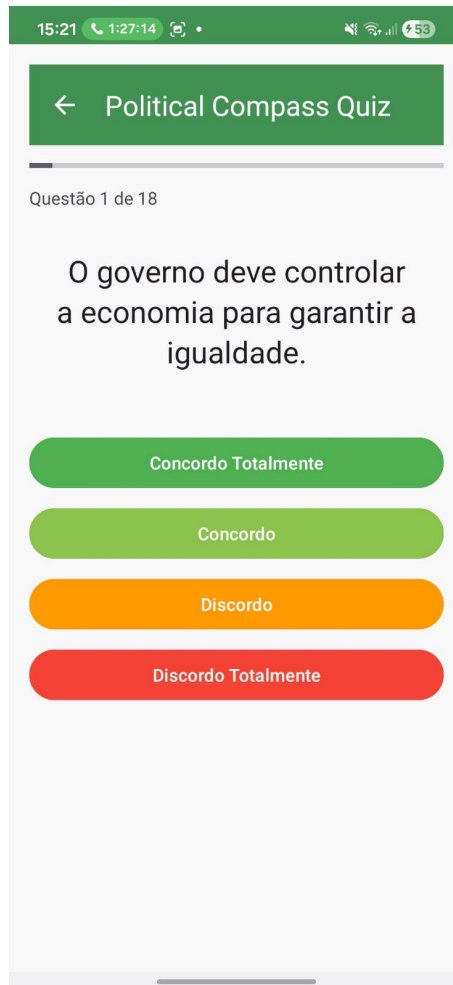 15:21 1:27:14 53
Political Compass Quiz
Questão 1 de 18
O governo deve controlar
a economia para garantir a
igualdade.
Concordo Totalmente
Concordo
Discordo
Discordo Totalmente